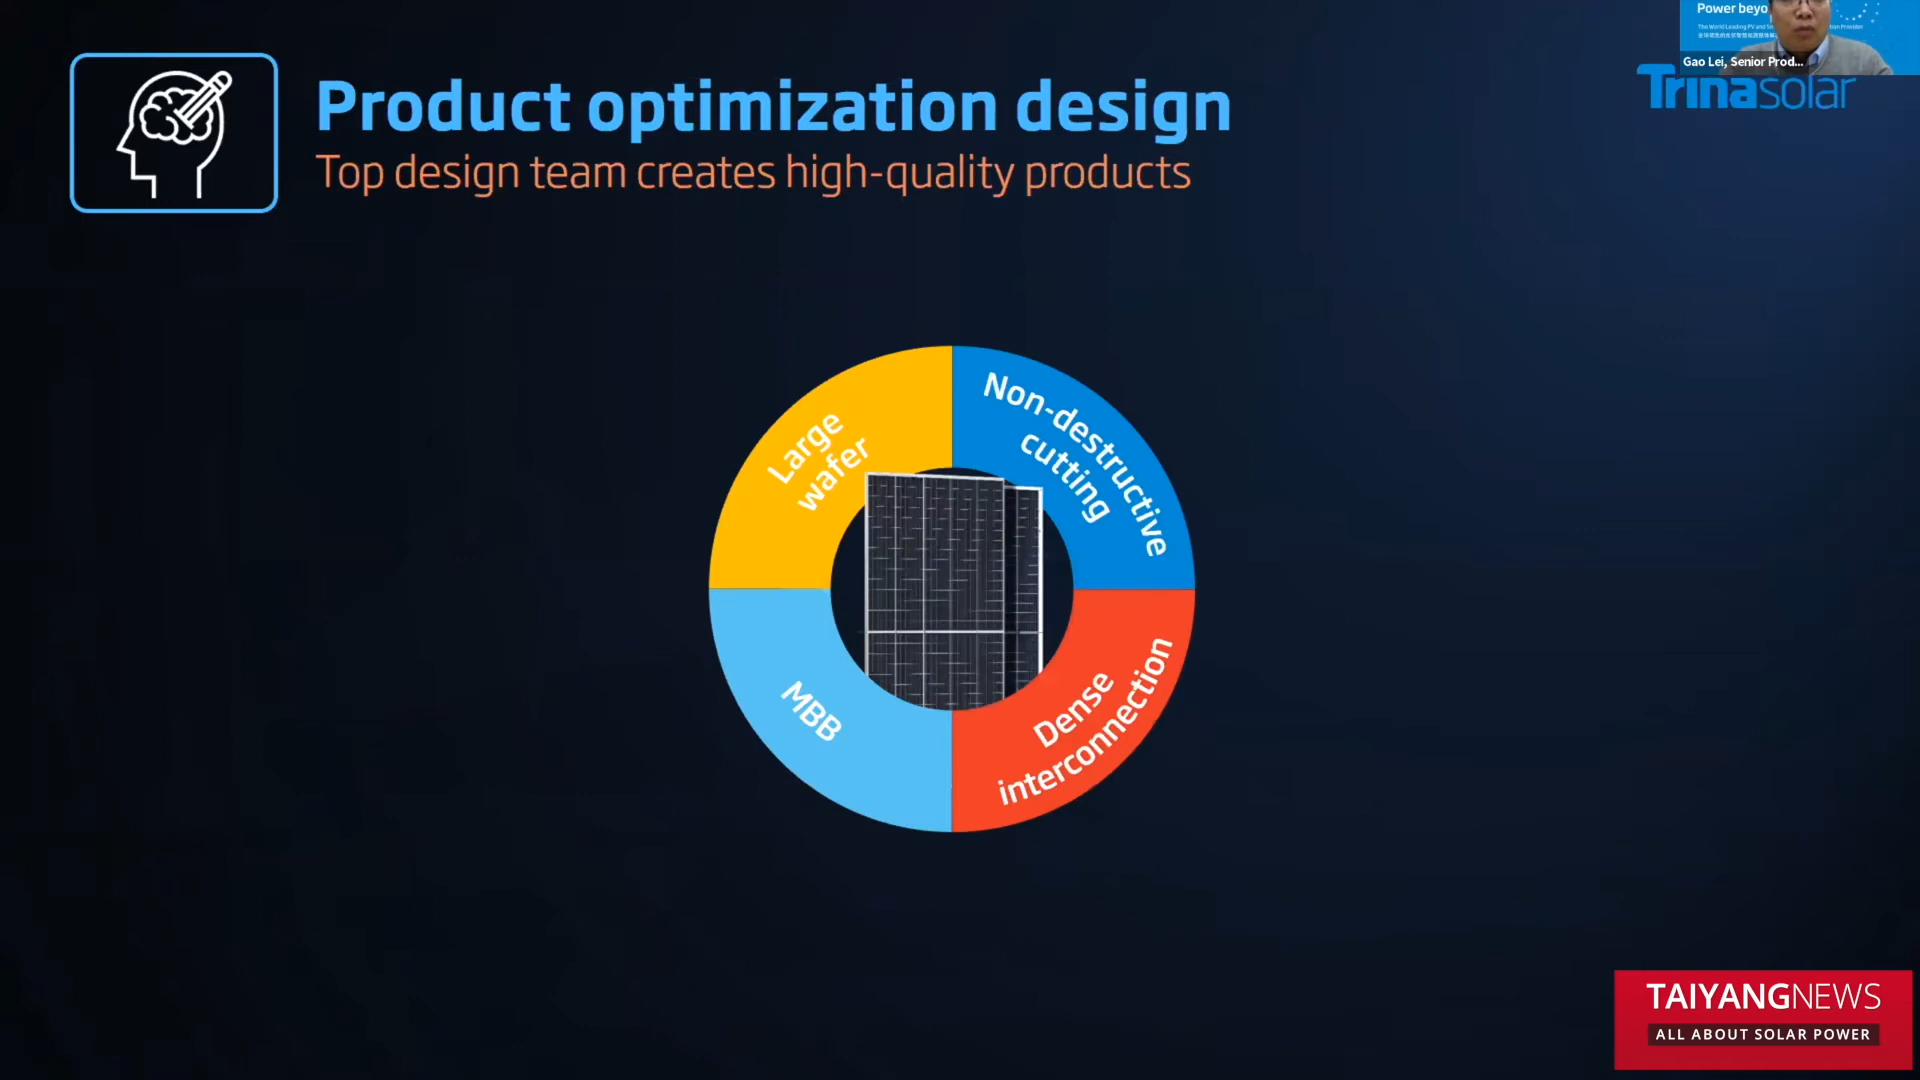 Power beyo
Gao Lei, Senior Prod...
Trinasolar
Product optimization design
Top design team creates high-quality products
Large
wafer
Non-destructive
cutting
MBB
Dense
interconnection
TAIYANGNEWS
ALL ABOUT SOLAR POWER